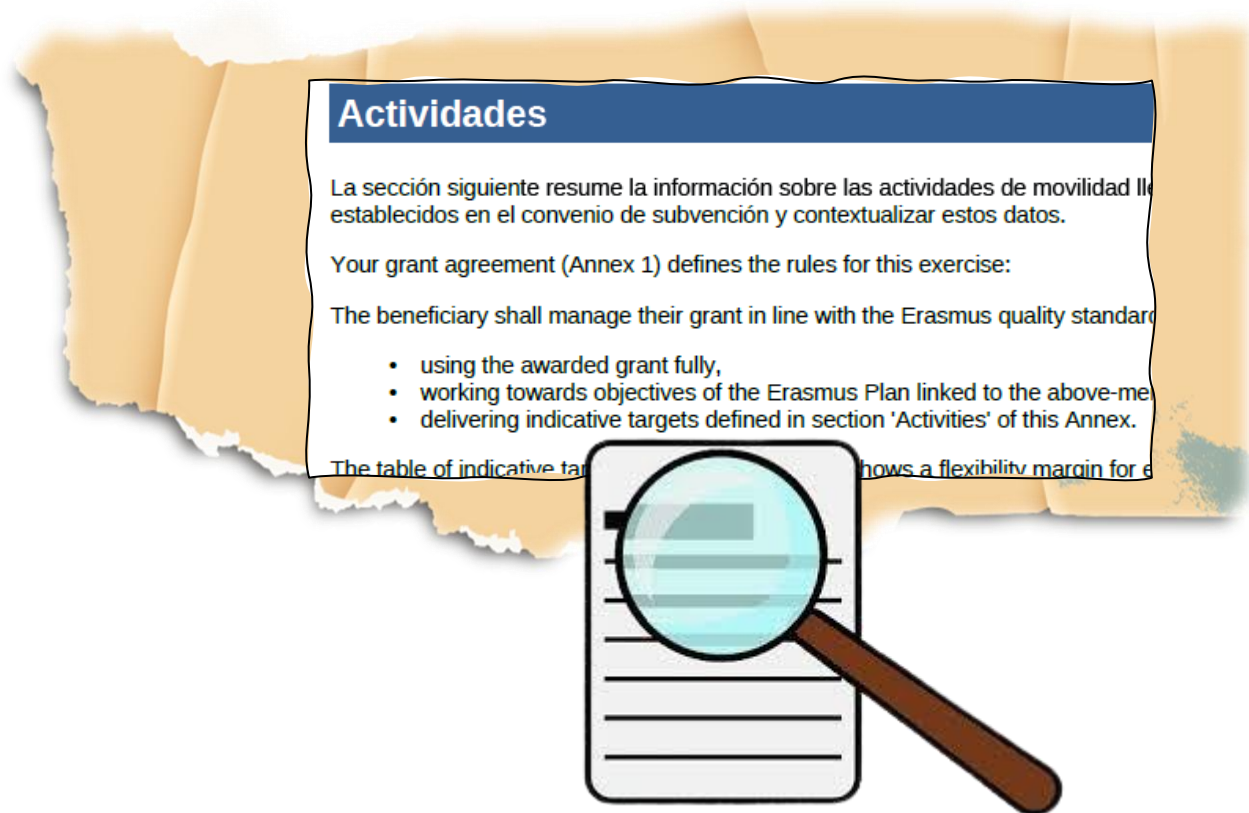 Actividades
La sección siguiente resume la información sobre las actividades de movilidad
establecidos en el convenio de subvención y contextualizar estos datos.
Your grant agreement (Annex 1) defines the rules for this exercise:
The beneficiary shall manage their grant in line with the Erasmus quality
• using the awarded grant fully,
• working towards objectives of the Erasmus Plan linked to the
• delivering indicative targets defined in section 'Activities' of this Annex.
The table of indicative a flexibility margin for